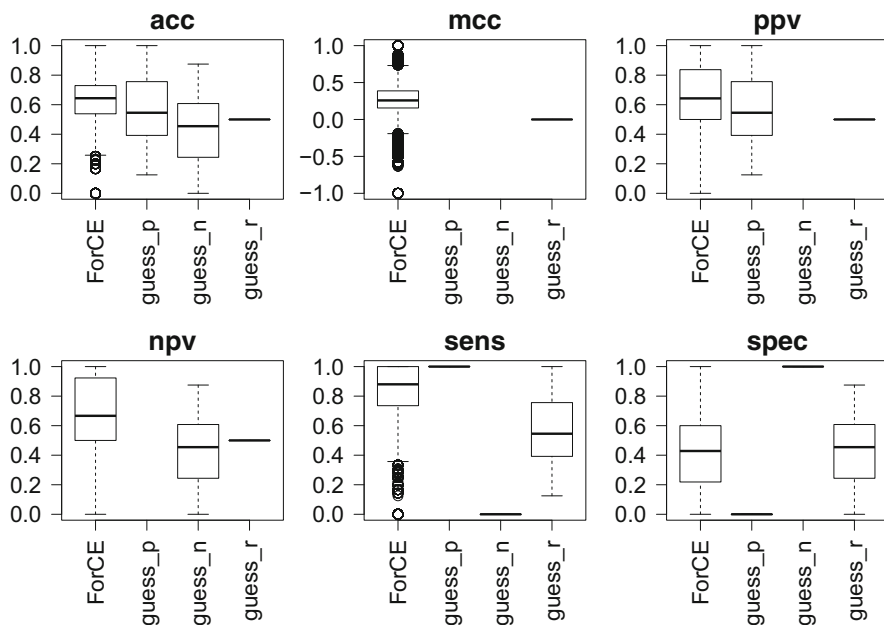 acc
1.0
0.8
0.6
0.4
0.2
0.0
ForCE
guess_p
guess_n
guess_r
mcc
1.0
0.5
0.0
−0.5
−1.0
ForCE
guess_p
guess_n
guess_r
ppv
1.0
0.8
0.6
0.4
0.2
0.0
ForCE
guess_p
guess_n
guess_r
npv
1.0
0.8
0.6
0.4
0.2
0.0
ForCE
guess_p
guess_n
guess_r
sens
1.0
0.8
0.6
0.4
0.2
0.0
ForCE
guess_p
guess_n
guess_r
spec
1.0
0.8
0.6
0.4
0.2
0.0
ForCE
guess_p
guess_n
guess_r